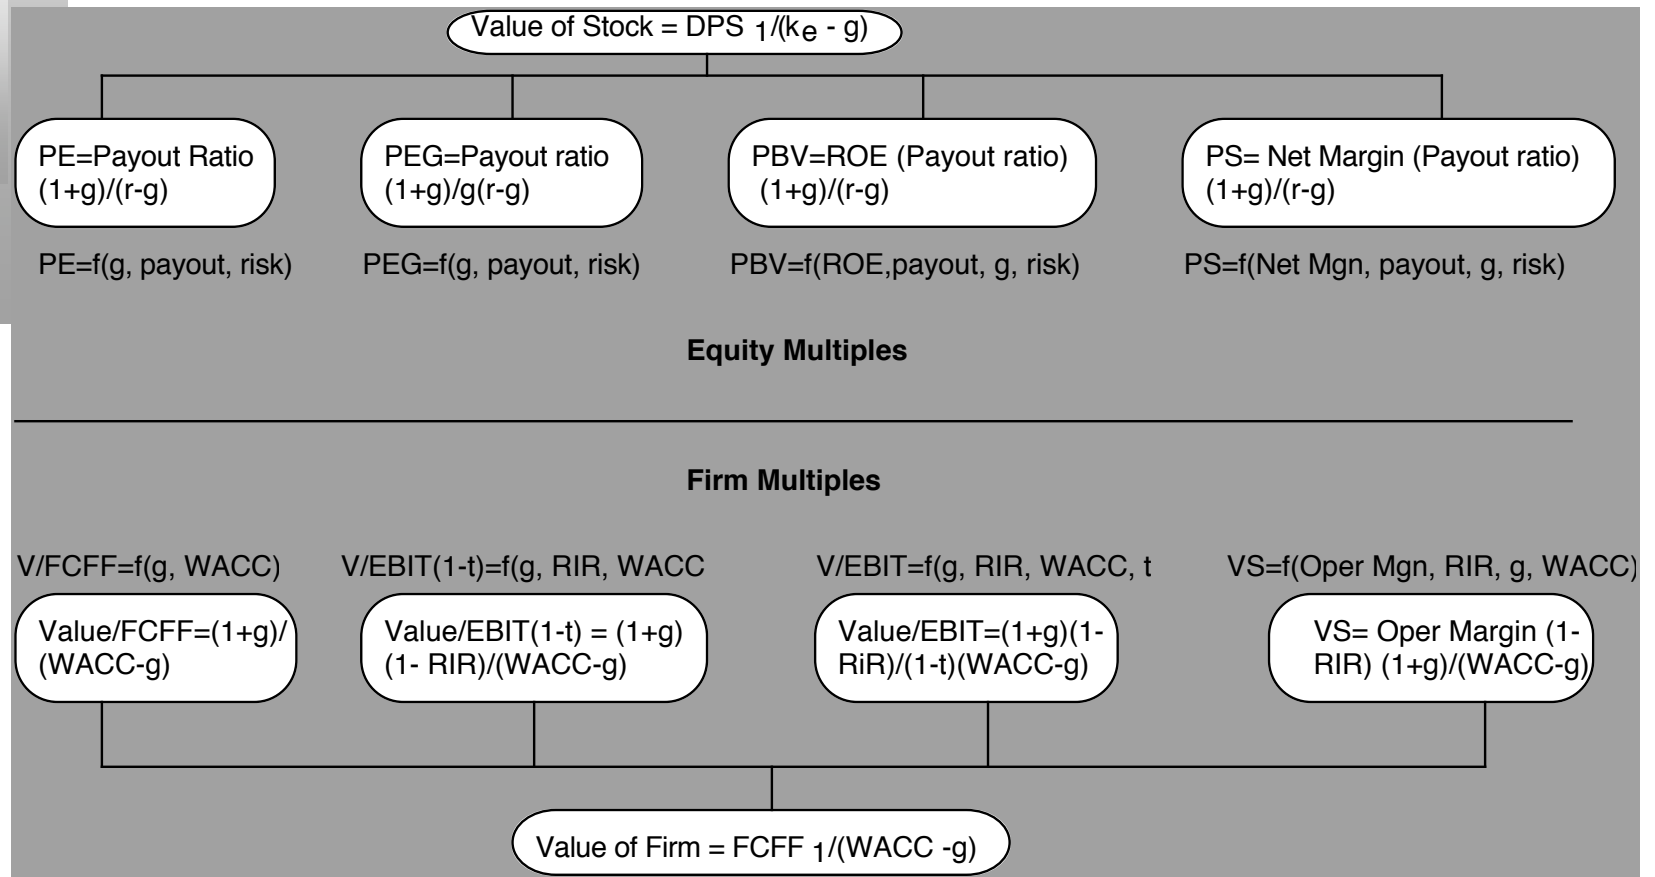 Value of Stock = DPS 1/(ke - g)
PE=Payout Ratio
(1+g)/(r-g)
PEG=Payout ratio
(1+g)/g(r-g)
PBV=ROE (Payout ratio)
(1+g)/(r-g)
PS= Net Margin (Payout ratio)
(1+g)/(r-g)
PE=f(g, payout, risk)
PEG=f(g, payout, risk)
PBV=f(ROE,payout, g, risk)
PS=f(Net Mgn, payout, g, risk)
Equity Multiples
Firm Multiples
V/FCFF=f(g, WACC)
V/EBIT(1-t)=f(g, RIR, WACC
V/EBIT=f(g, RIR, WACC, t
VS=f(Oper Mgn, RIR, g, WACC)
Value/FCFF=(1+g)/
(WACC-g)
Value/EBIT(1-t) = (1+g)
(1- RIR)/(WACC-g)
Value/EBIT=(1+g)(1-
RiR)/(1-t)(WACC-g)
VS= Oper Margin (1-
RIR) (1+g)/(WACC-g)
Value of Firm = FCFF 1/(WACC -g)